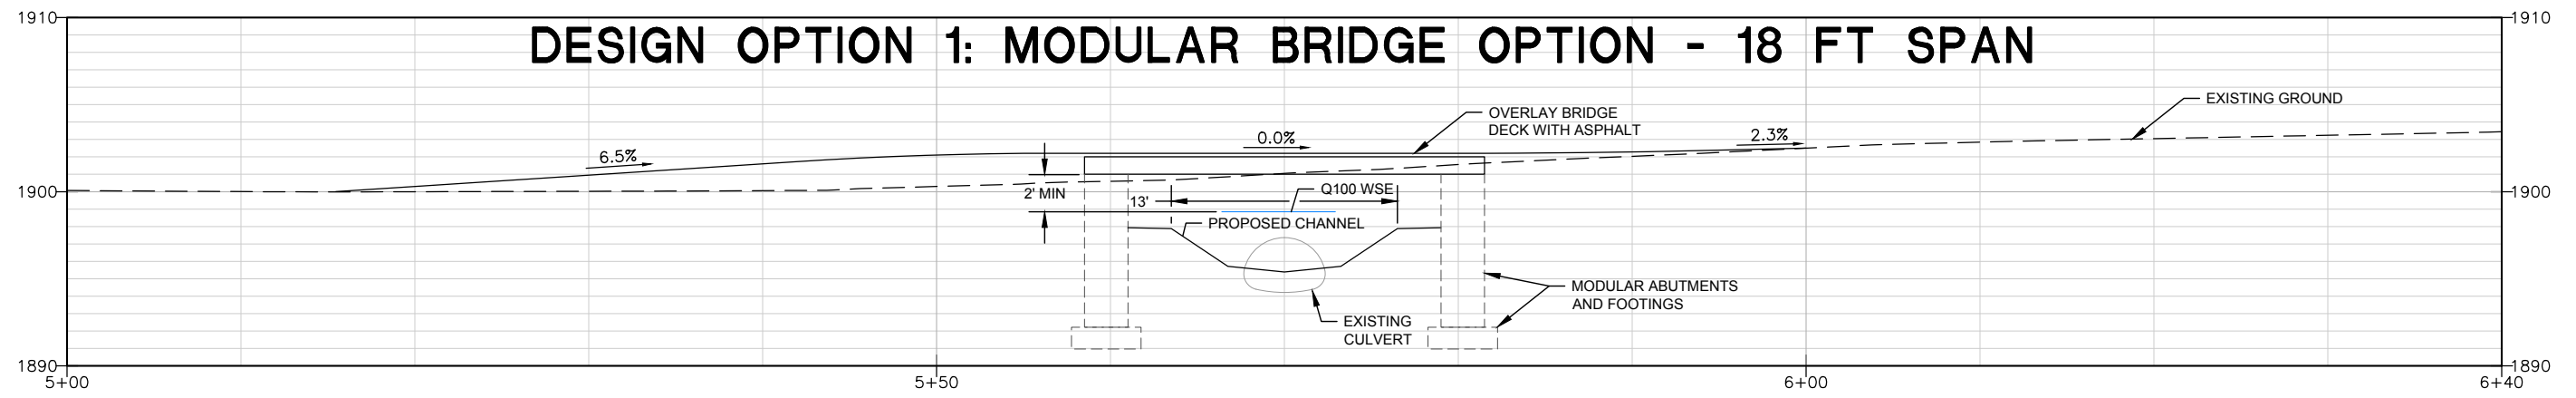 DESIGN OPTION 1: MODULAR BRIDGE OPTION - 18 FT SPAN
1910
1910
EXISTING GROUND
OVERLAY BRIDGE
DECK WITH ASPHALT
6.5%
0.0%
2.3%
1900
1900
2' MIN
13'
Q100 WSE
PROPOSED CHANNEL
MODULAR ABUTMENTS
AND FOOTINGS
EXISTING
CULVERT
1890
1890
5+00
5+50
6+00
6+40